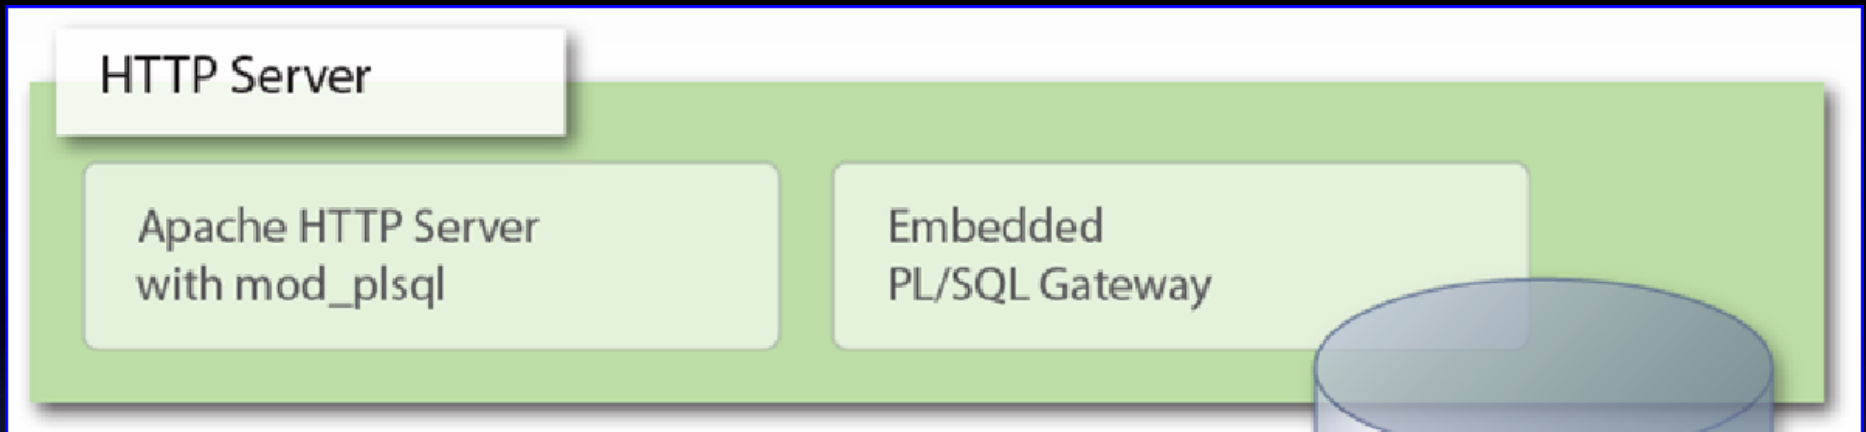 HTTP Server
Apache HTTP Server
with mod_plsql
Embedded
PL/SQL Gateway